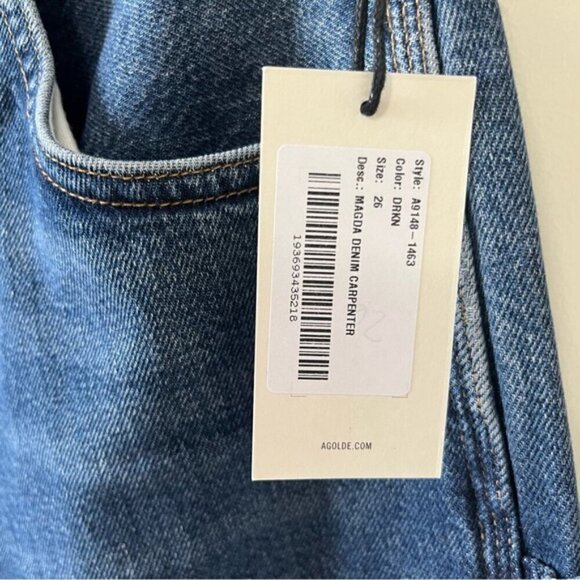 Style: A9148-1463
Color: DRKN
Size: 26
Desc.: MAGDA DENIM CARPENTER
193693435218
AGOLDE.COM